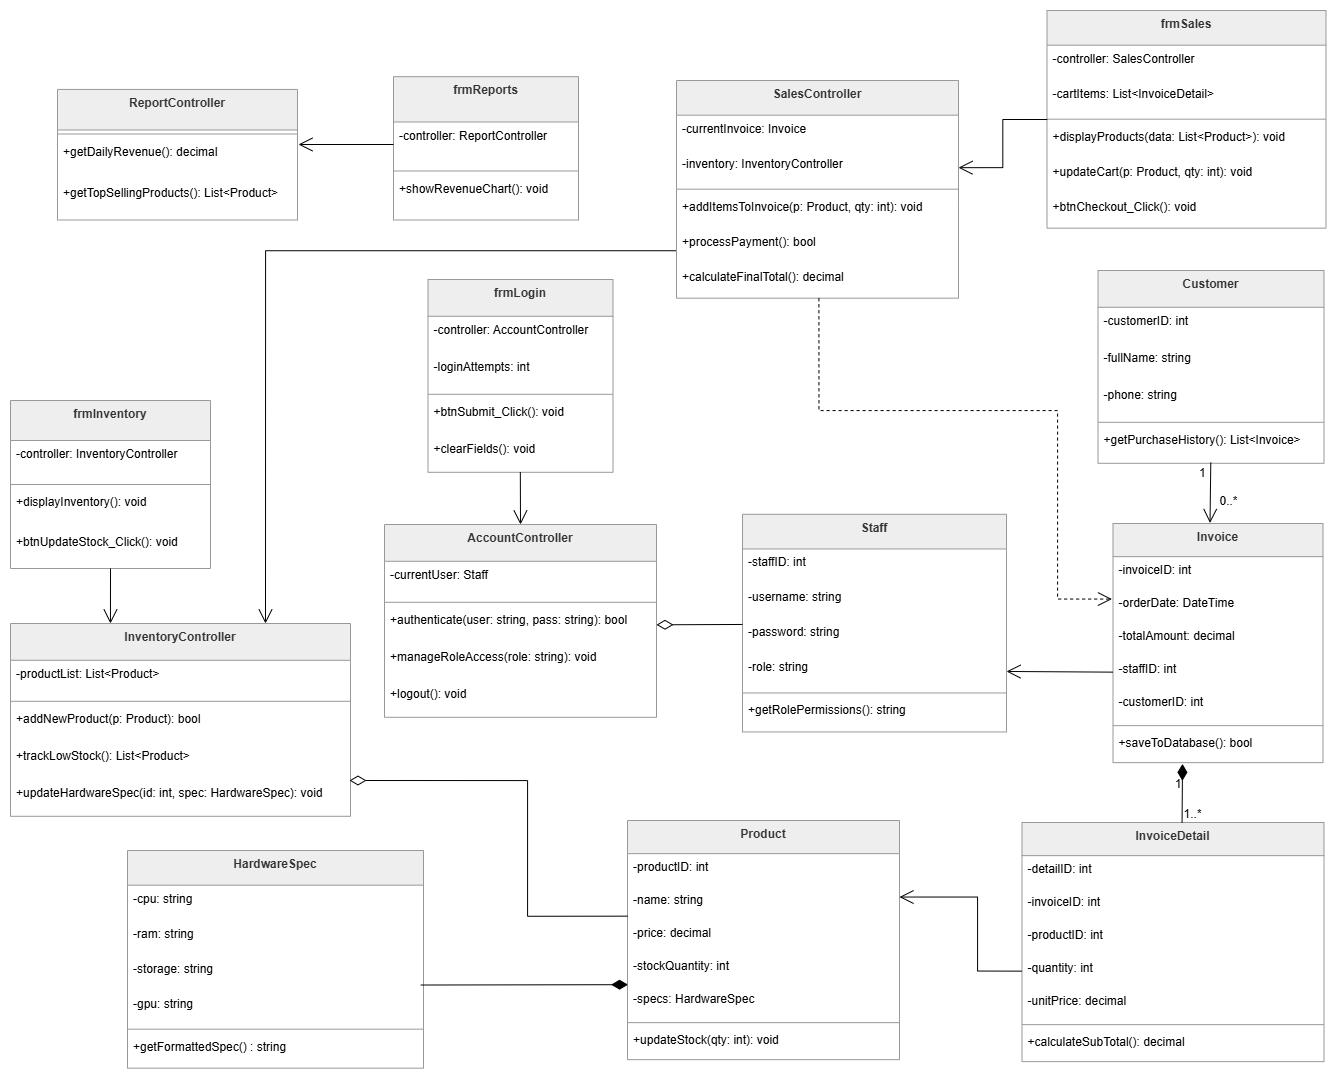 frmSales
-controller: SalesController
-cartItems: List<InvoiceDetail>
+displayProducts(data: List<Product>): void
+updateCart(p: Product, qty: int): void
+btnCheckout_Click(): void
ReportController
+getDailyRevenue(): decimal
+getTopSellingProducts(): List<Product>
frmReports
-controller: ReportController
+showRevenueChart(): void
SalesController
-currentInvoice: Invoice
-inventory: InventoryController
+addItemsToInvoice(p: Product, qty: int): void
+processPayment(): bool
+calculateFinalTotal(): decimal
frmLogin
-controller: AccountController
-loginAttempts: int
+btnSubmit_Click(): void
+clearFields(): void
Customer
-customerID: int
-fullName: string
-phone: string
+getPurchaseHistory(): List<Invoice>
1
0..*
frmInventory
-controller: InventoryController
+displayInventory(): void
+btnUpdateStock_Click(): void
AccountController
-currentUser: Staff
+authenticate(user: string, pass: string): bool
+manageRoleAccess(role: string): void
+logout(): void
Staff
-staffID: int
-username: string
-password: string
-role: string
+getRolePermissions(): string
Invoice
-invoiceID: int
-orderDate: DateTime
-totalAmount: decimal
-staffID: int
-customerID: int
+saveToDatabase(): bool
1
1..*
InventoryController
-productList: List<Product>
+addNewProduct(p: Product): bool
+trackLowStock(): List<Product>
+updateHardwareSpec(id: int, spec: HardwareSpec): void
HardwareSpec
-cpu: string
-ram: string
-storage: string
-gpu: string
+getFormattedSpec() : string
Product
-productID: int
-name: string
-price: decimal
-stockQuantity: int
-specs: HardwareSpec
+updateStock(qty: int): void
InvoiceDetail
-detailID: int
-invoiceID: int
-productID: int
-quantity: int
-unitPrice: decimal
+calculateSubTotal(): decimal